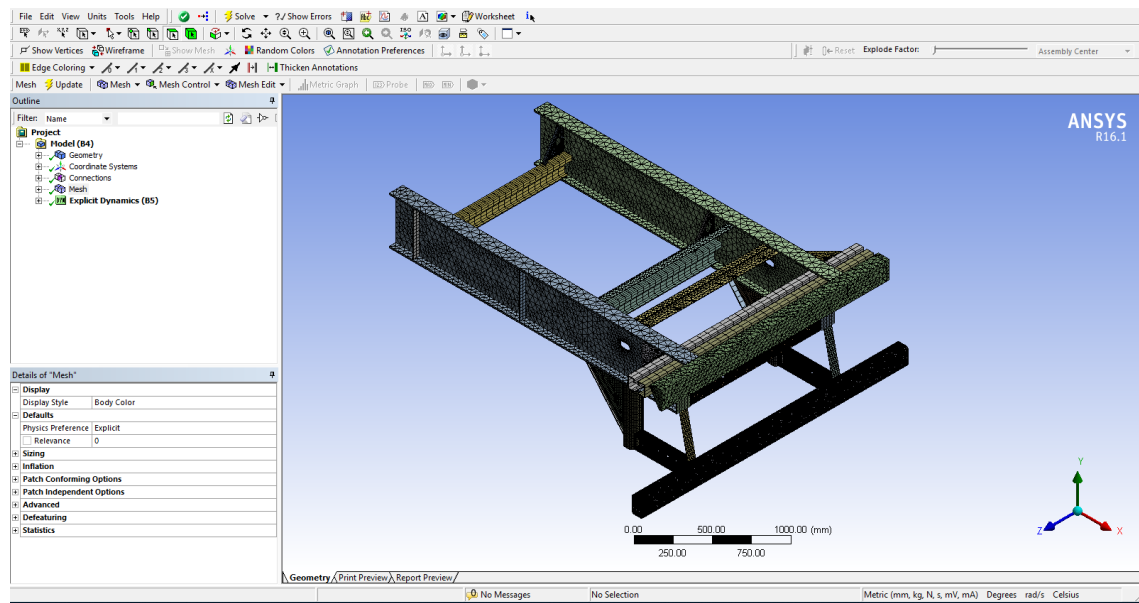 File Edit View Units Tools Help Solve ?/ Show Errors Worksheet
Show Vertices Wireframe Show Mesh Random Colors Annotation Preferences Reset Explode Factor: Assembly Center
Edge Coloring Thicken Annotations
Mesh Update Mesh Mesh Control Mesh Edit Metric Graph Probe
Outline
Filter: Name
Project
Model (B4)
Geometry
Coordinate Systems
Connections
Mesh
Explicit Dynamics (B5)
Details of "Mesh"
Display
Display Style Body Color
Defaults
Physics Preference Explicit
Relevance 0
Sizing
Inflation
Patch Conforming Options
Patch Independent Options
Advanced
Defeaturing
Statistics
ANSYS
R16.1
Y
Z X
0.00 500.00 1000.00 (mm)
250.00 750.00
Geometry Print Preview Report Preview
0 No Messages No Selection Metric (mm, kg, N, s, mV, mA) Degrees rad/s Celsius